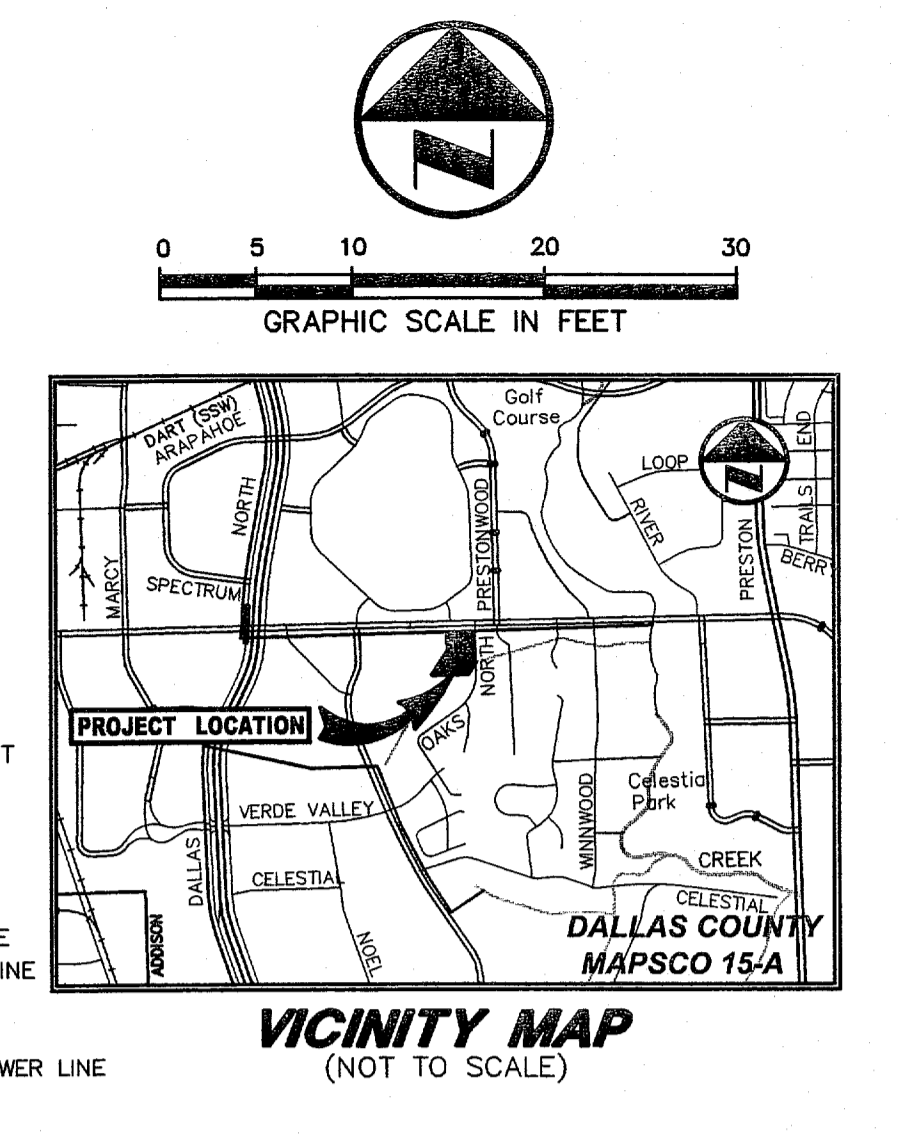 N
0 5 10 20 30
GRAPHIC SCALE IN FEET
Golf
Course
DART (SSW)
ARAPAHOE
LOOP
N
END
TRAILS
NORTH
RIVER
PRESTONWOOD
PRESTON
BERRY
MARCY
SPECTRUM
NORTH
PROJECT LOCATION
OAKS
T
VERDE VALLEY
WINNWOOD
Celestia
Park
DALLAS
CREEK
CELESTIAL
CELESTIAL
NOEL
ADDISON
DALLAS COUNTY
MAPSCO 15-A
E
INE
VICINITY MAP
(NOT TO SCALE)
WER LINE